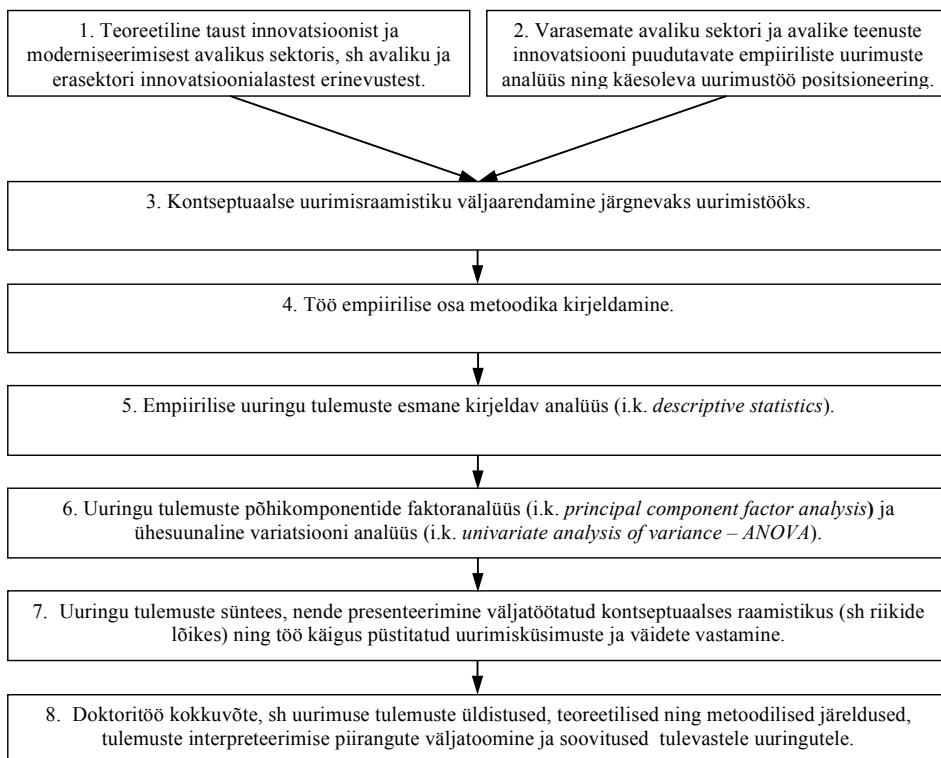 1. Teoreetiline taust innovatsioonist ja
moderniseerimisest avalikus sektoris, sh avaliku ja
erasektori innovatsioonialastest erinevustest.
2. Varasemate avaliku sektori ja avalike teenuste
innovatsiooni puudutavate empiiriliste uurimuste
analüüs ning käesoleva uurimustöö positsioneering.
3. Kontseptuaalse uurimisraamistiku väljaarendamine järgnevaks uurimistööks.
4. Töö empiirilise osa metoodika kirjeldamine.
5. Empiirilise uuringu tulemuste esmane kirjeldav analüüs (i.k. descriptive statistics).
6. Uuringu tulemuste põhikomponentide faktoranalüüs (i.k. principal component factor analysis) ja
ühesuunaline variatsiooni analüüs (i.k. univariate analysis of variance – ANOVA).
7. Uuringu tulemuste süntees, nende presenteerimine väljatöötatud kontseptuaalses raamistikus (sh riikide
lõikes) ning töö käigus püstitatud uurimisküsimuste ja väidete vastamine.
8. Doktoritöö kokkuvõte, sh uurimuse tulemuste üldistused, teoreetilised ning metoodilised järeldused,
tulemuste interpreteerimise piirangute väljatoomine ja soovitused tulevastele uuringutele.